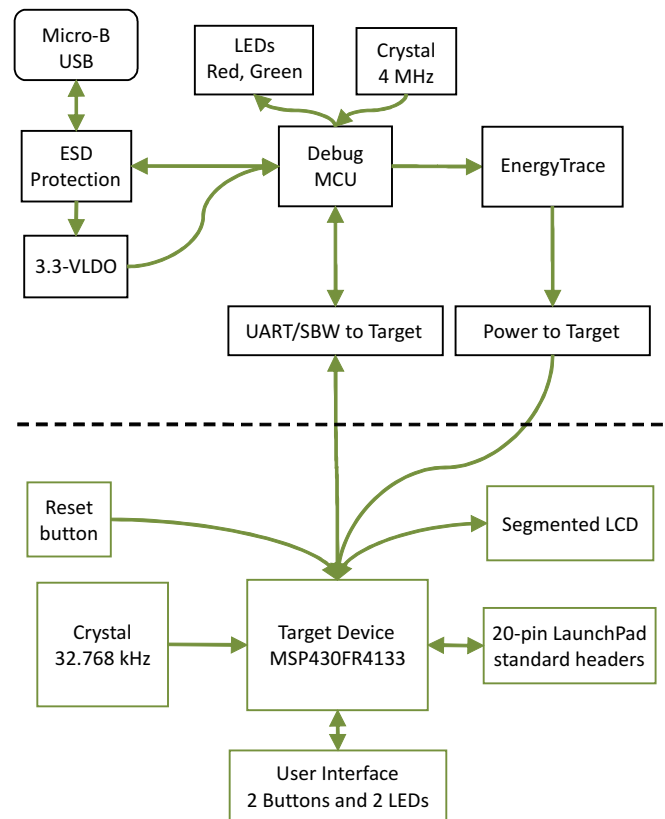 Micro-B
USB
LEDs
Red, Green
Crystal
4 MHz
ESD
Protection
Debug
MCU
EnergyTrace
3.3-VLDO
UART/SBW to Target
Power to Target
Reset
button
Segmented LCD
Crystal
32.768 kHz
Target Device
MSP430FR4133
20-pin LaunchPad
standard headers
User Interface
2 Buttons and 2 LEDs